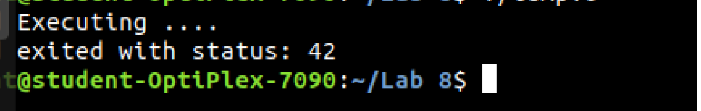 Executing ....
exited with status: 42
t@student-OptiPlex-7090:~/Lab 8$